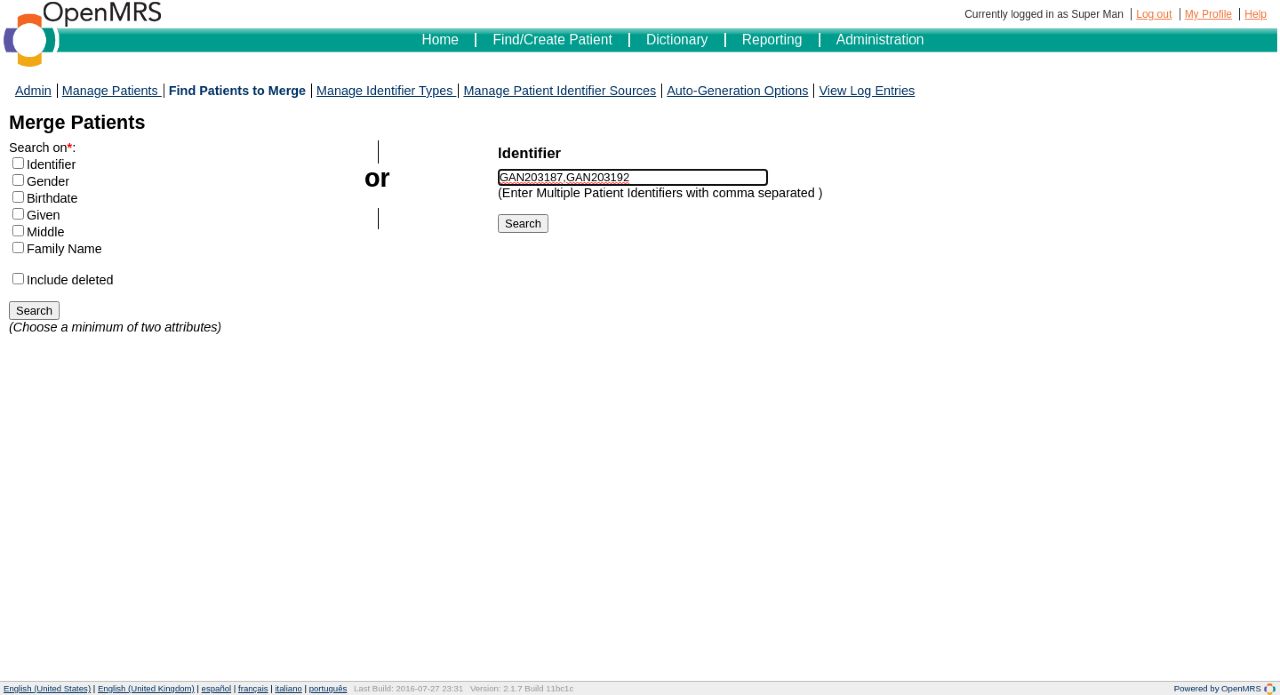 OpenMRS
Currently logged in as Super Man | Log out | My Profile | Help
Home | Find/Create Patient | Dictionary | Reporting | Administration
Admin | Manage Patients | Find Patients to Merge | Manage Identifier Types | Manage Patient Identifier Sources | Auto-Generation Options | View Log Entries
Merge Patients
Search on*:
Identifier
Gender
Birthdate
Given
Middle
Family Name
Include deleted
Search
(Choose a minimum of two attributes)
or
Identifier
GAN203187,GAN203192
(Enter Multiple Patient Identifiers with comma separated )
Search
English (United States) | English (United Kingdom) | español | français | italiano | português Last Build: 2016-07-27 23:31 Version: 2.1.7 Build 11bc1c
Powered by OpenMRS